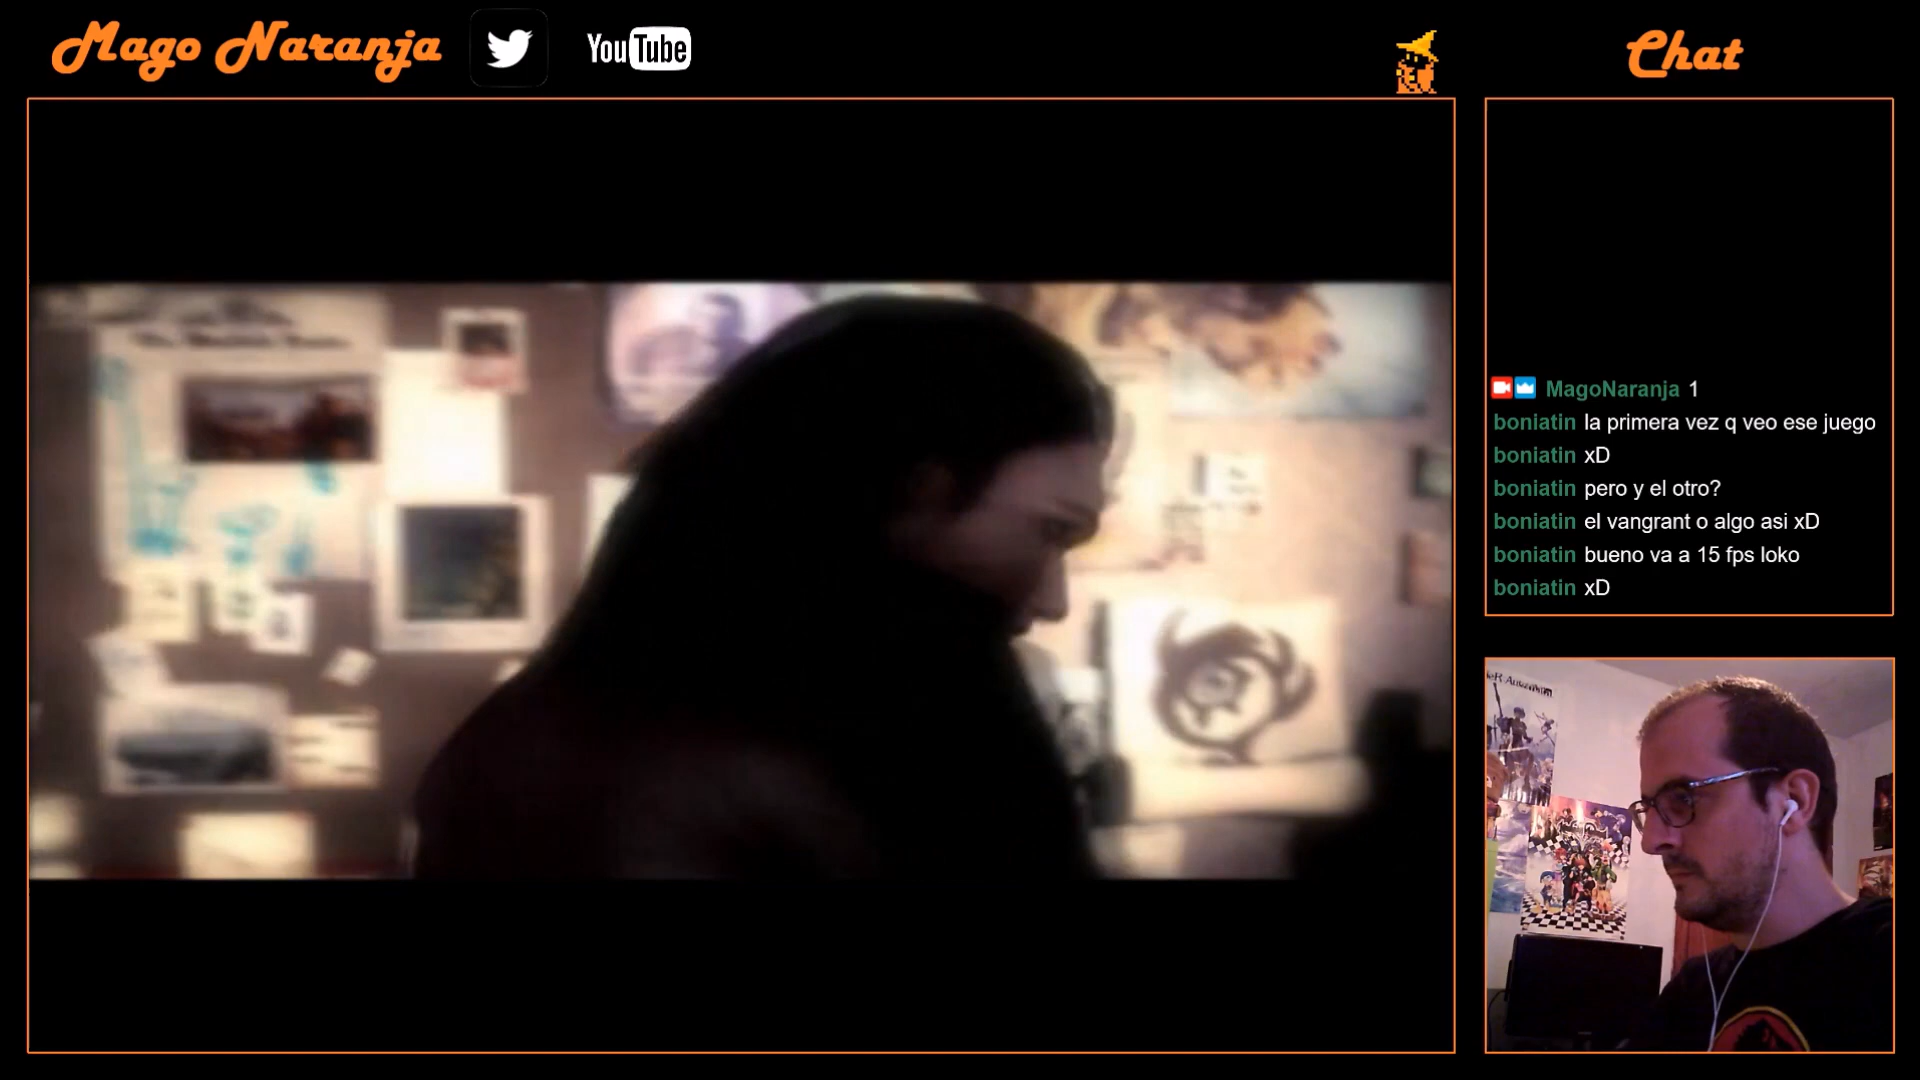 Mago Naranja
YouTube
Chat
MagoNaranja 1
boniatin la primera vez q veo ese juego
boniatin xD
boniatin pero y el otro?
boniatin el vangrant o algo asi xD
boniatin bueno va a 15 fps loko
boniatin xD